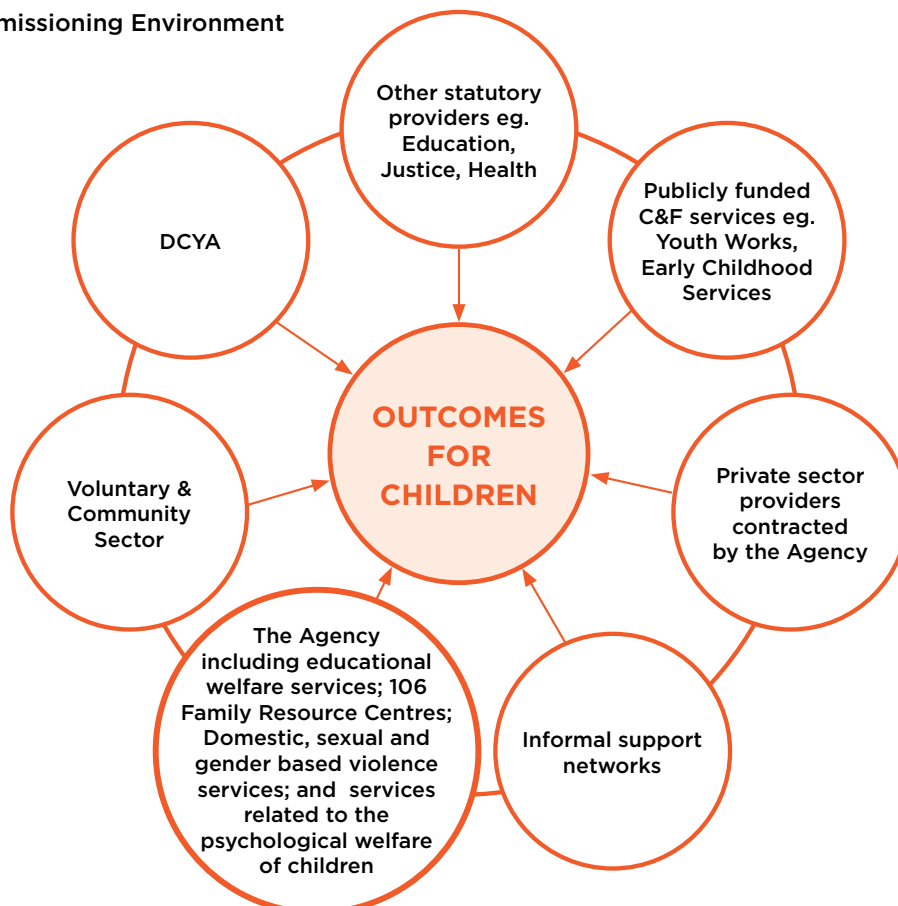 missioning Environment
Other statutory
providers eg.
Education,
Justice, Health
Publicly funded
C&F services eg.
Youth Works,
Early Childhood
Services
DCYA
OUTCOMES
FOR
CHILDREN
Voluntary &
Community
Sector
Private sector
providers
contracted
by the Agency
The Agency
including educational
welfare services; 106
Family Resource Centres;
Domestic, sexual and
gender based violence
services; and services
related to the
psychological welfare
of children
Informal support
networks